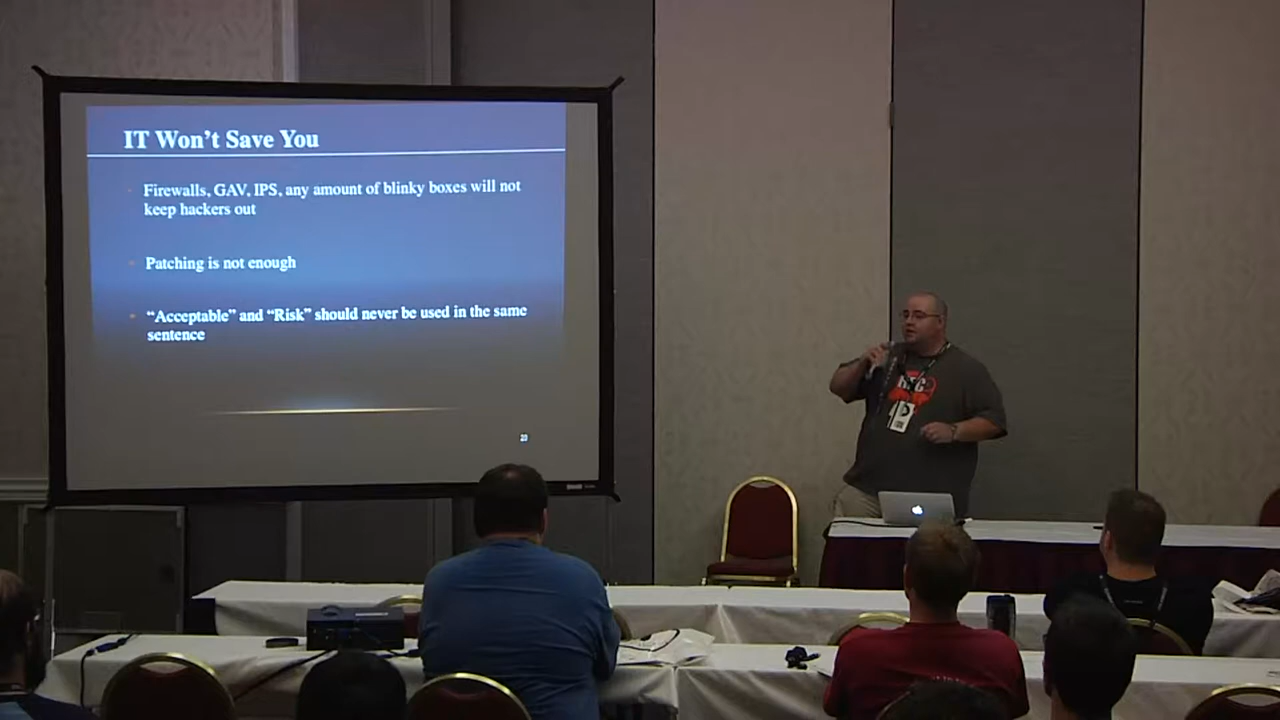 IT Won't Save You
Firewalls, GAV, IPS, any amount of blinky boxes will not
keep hackers out
Patching is not enough
“Acceptable” and “Risk” should never be used in the same
sentence